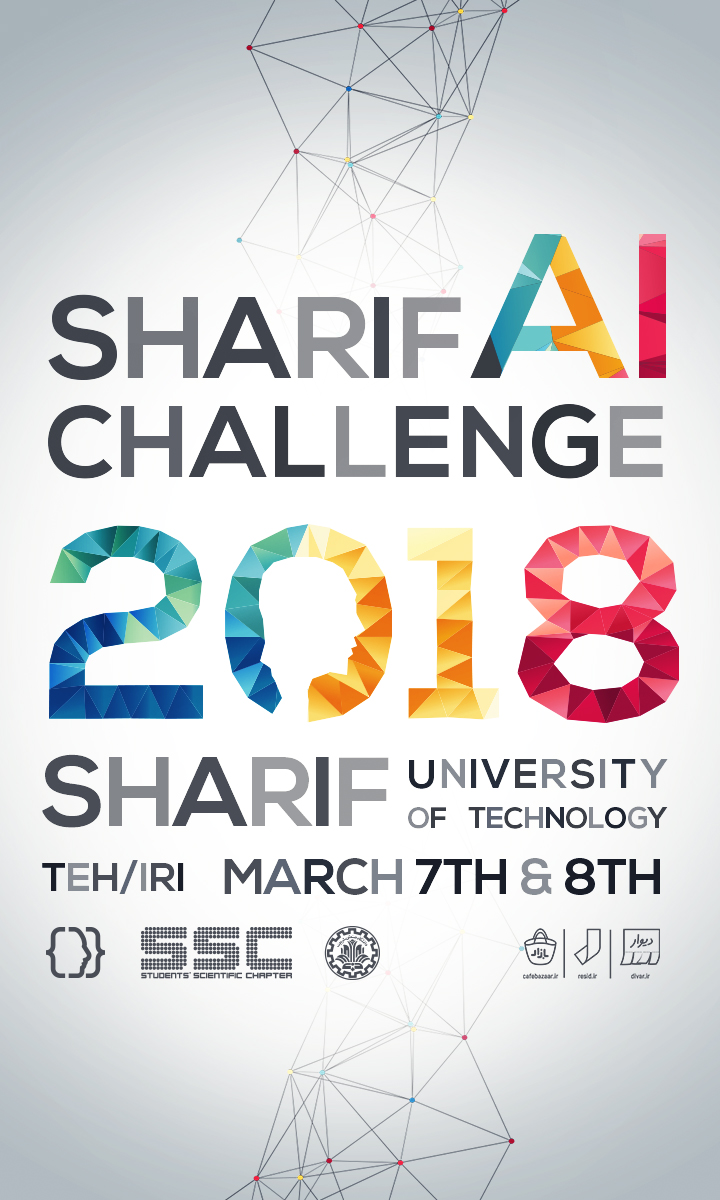 SHARIF AI
CHALLENGE
2018
SHARIF UNIVERSITY
OF TECHNOLOGY
TEH/IRI MARCH 7TH & 8TH
SSC
STUDENTS' SCIENTIFIC CHAPTER
بازار
دیوار
cafebazaar.ir
resid.ir
divar.ir